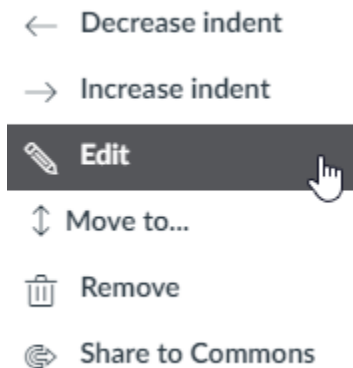 Decrease indent
Increase indent
Edit
Move to...
Remove
Share to Commons